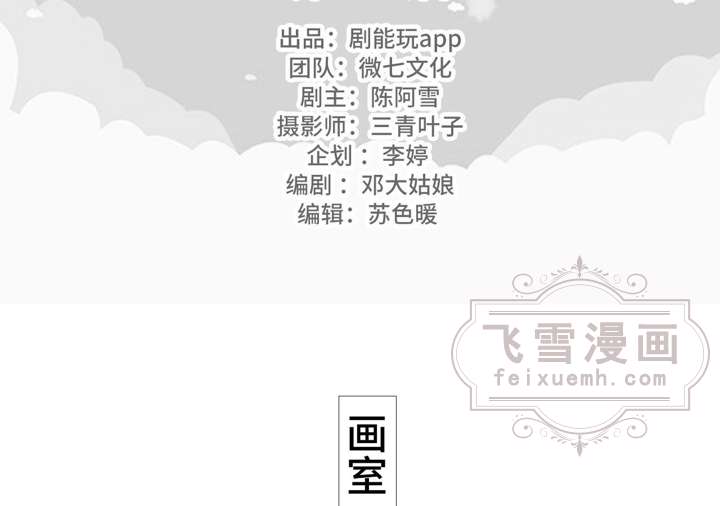 出品：剧能玩app
团队：微七文化
剧主：陈阿雪
摄影师：三青叶子
企划：李婷
编剧：邓大姑娘
编辑：苏色暖
飞雪漫画
feixuemh.com
画室